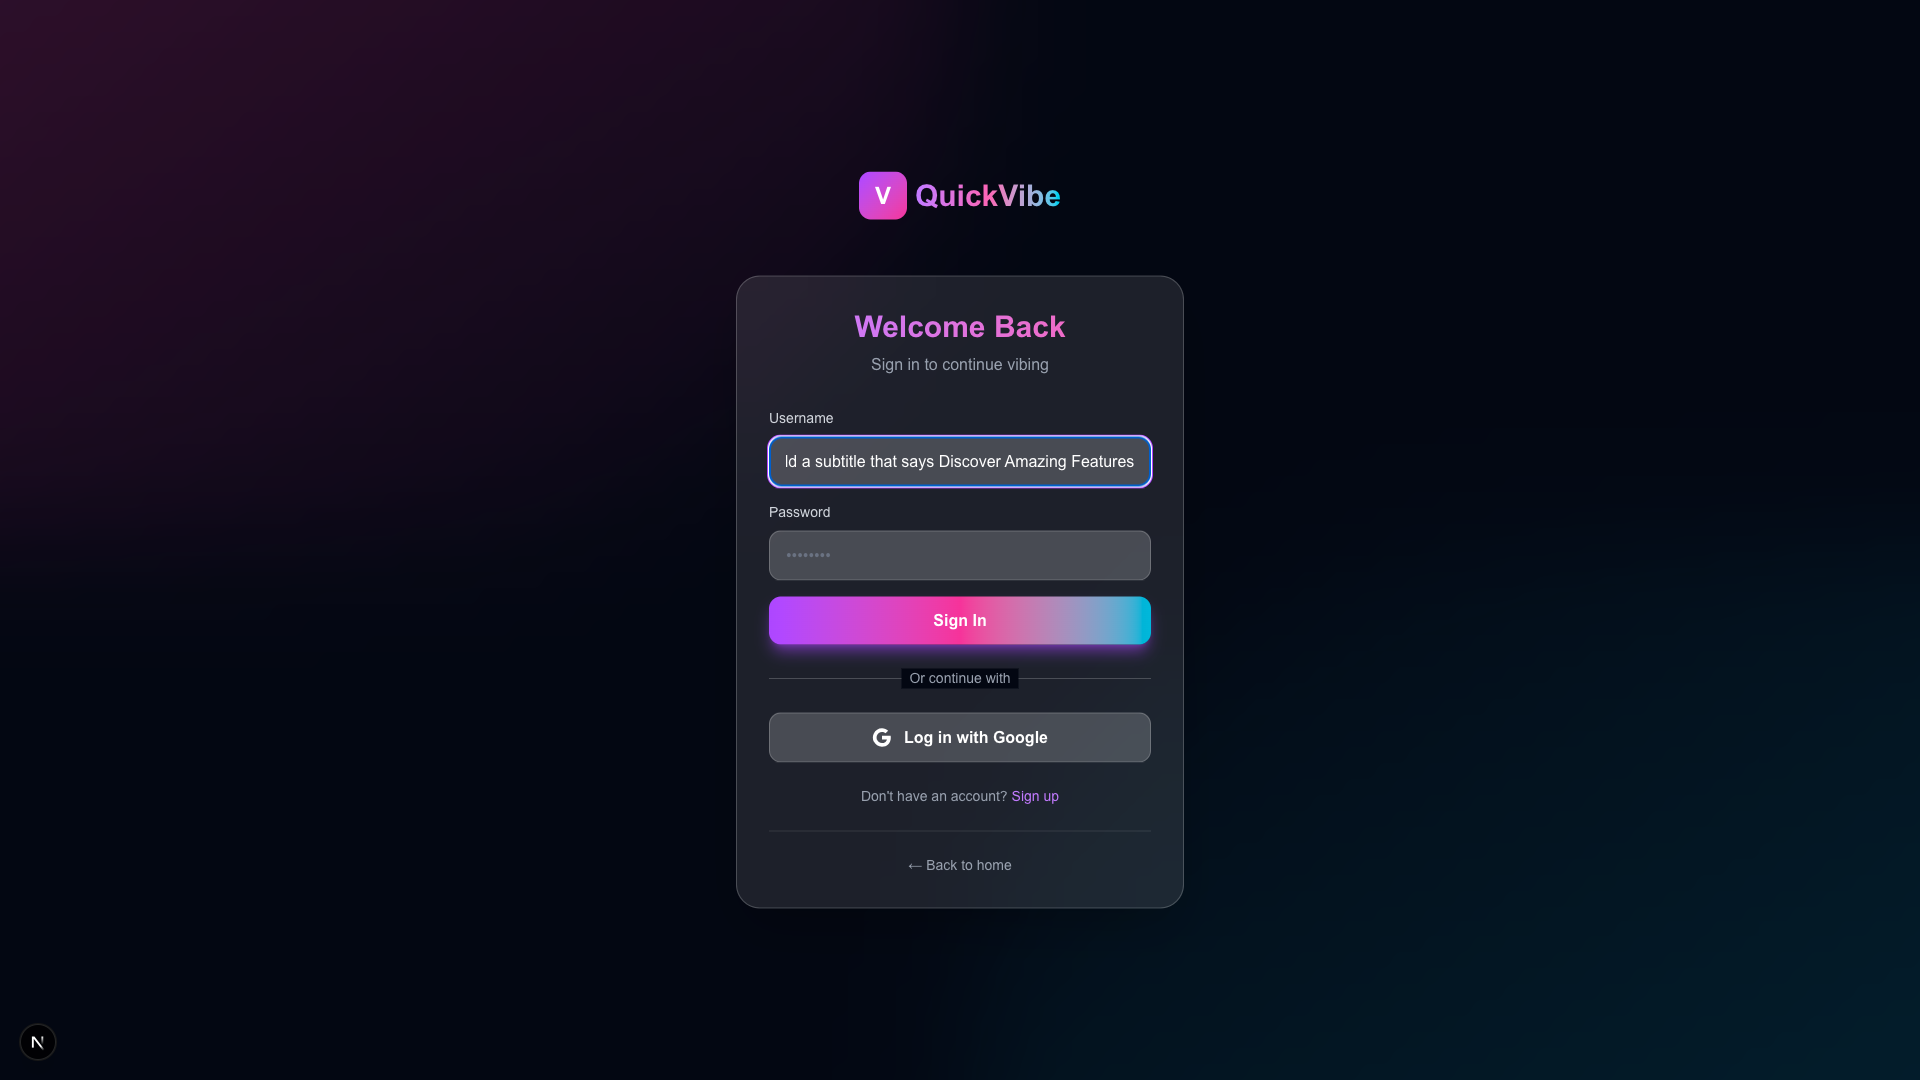 V QuickVibe
Welcome Back
Sign in to continue vibing
Username
ld a subtitle that says Discover Amazing Features
Password
••••••••
Sign In
Or continue with
G Log in with Google
Don't have an account? Sign up
← Back to home
N